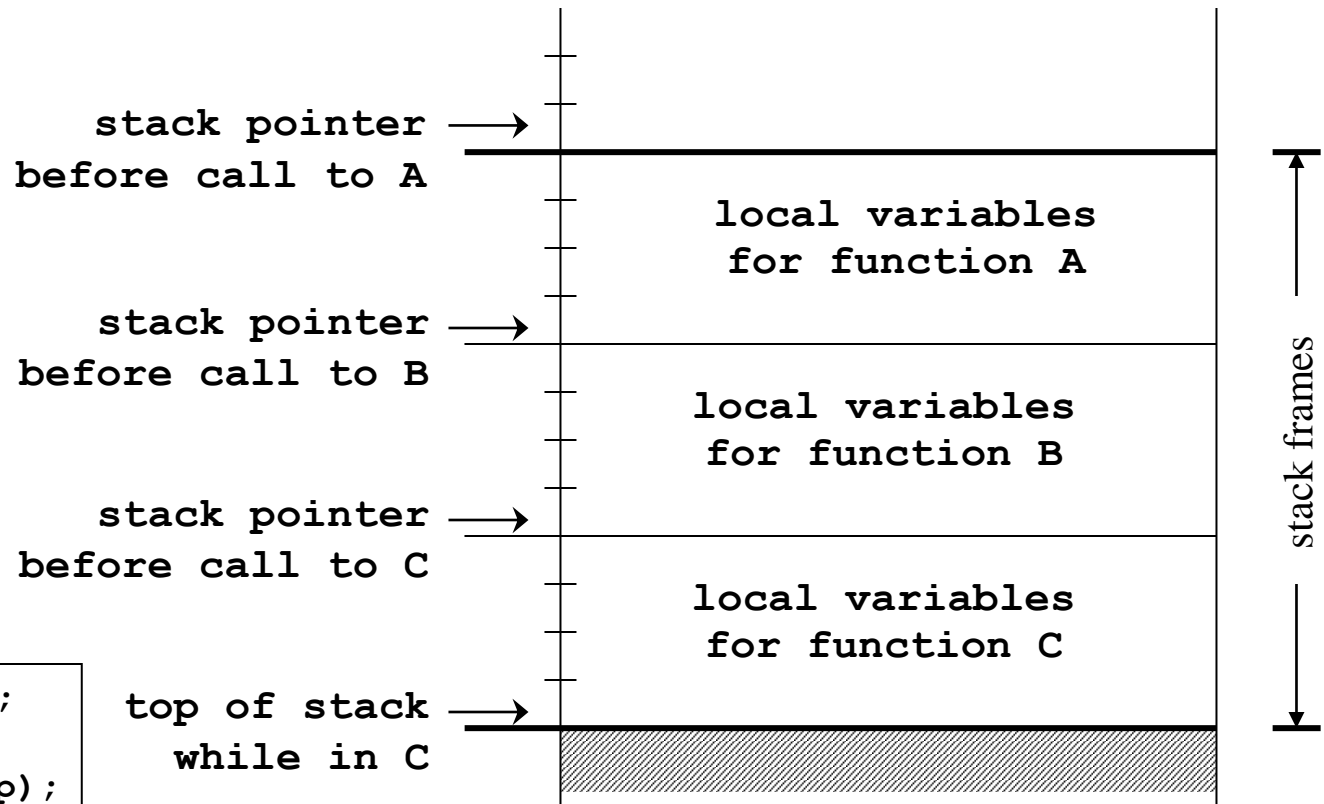 stack pointer
before call to A
local variables
for function A
stack pointer
before call to B
local variables
for function B
stack frames
stack pointer
before call to C
local variables
for function C
;
p);
top of stack
while in C